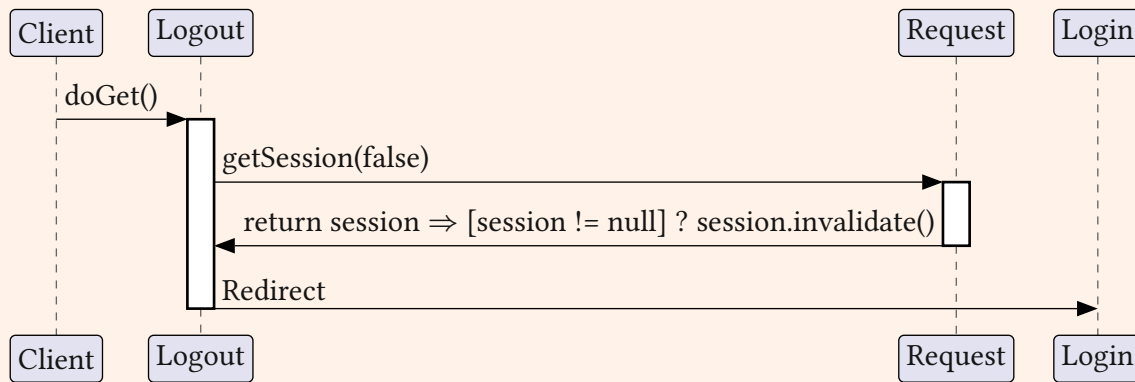 Client Logout Request Login
doGet()
getSession(false)
return session ⇒ [session != null] ? session.invalidate()
Redirect
Client Logout Request Login